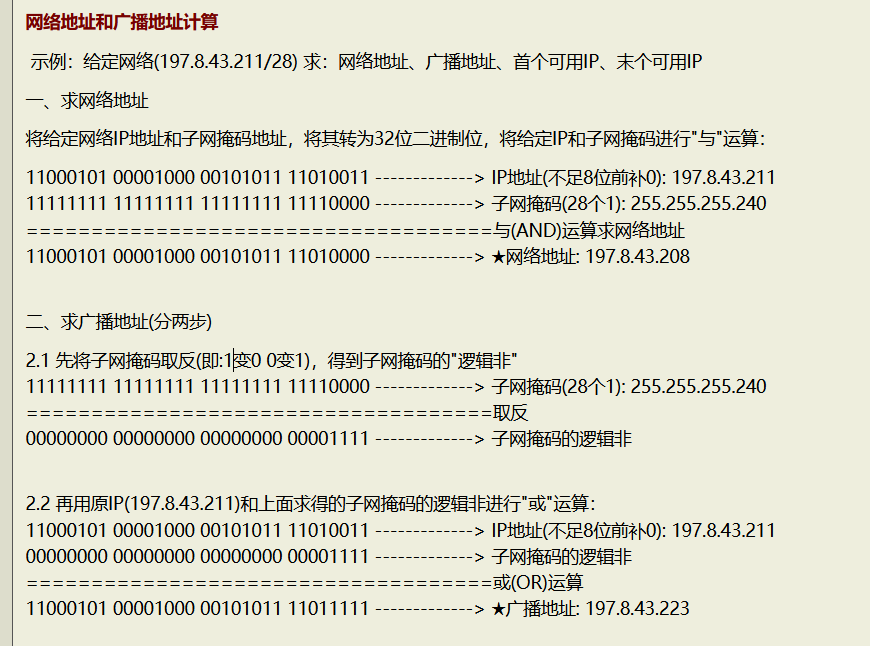 网络地址和广播地址计算
示例：给定网络(197.8.43.211/28) 求：网络地址、广播地址、首个可用IP、末个可用IP
一、求网络地址
将给定网络IP地址和子网掩码地址，将其转为32位二进制位，将给定IP和子网掩码进行"与"运算：
11000101 00001000 00101011 11010011 -------------> IP地址(不足8位前补0): 197.8.43.211
11111111 11111111 11111111 11110000 -------------> 子网掩码(28个1): 255.255.255.240
====================================与(AND)运算求网络地址
11000101 00001000 00101011 11010000 -------------> ★网络地址: 197.8.43.208
二、求广播地址(分两步)
2.1 先将子网掩码取反(即:1变0 0变1)，得到子网掩码的"逻辑非"
11111111 11111111 11111111 11110000 -------------> 子网掩码(28个1): 255.255.255.240
====================================取反
00000000 00000000 00000000 00001111 -------------> 子网掩码的逻辑非
2.2 再用原IP(197.8.43.211)和上面求得的子网掩码的逻辑非进行"或"运算：
11000101 00001000 00101011 11010011 -------------> IP地址(不足8位前补0): 197.8.43.211
00000000 00000000 00000000 00001111 -------------> 子网掩码的逻辑非
====================================或(OR)运算
11000101 00001000 00101011 11011111 -------------> ★广播地址: 197.8.43.223